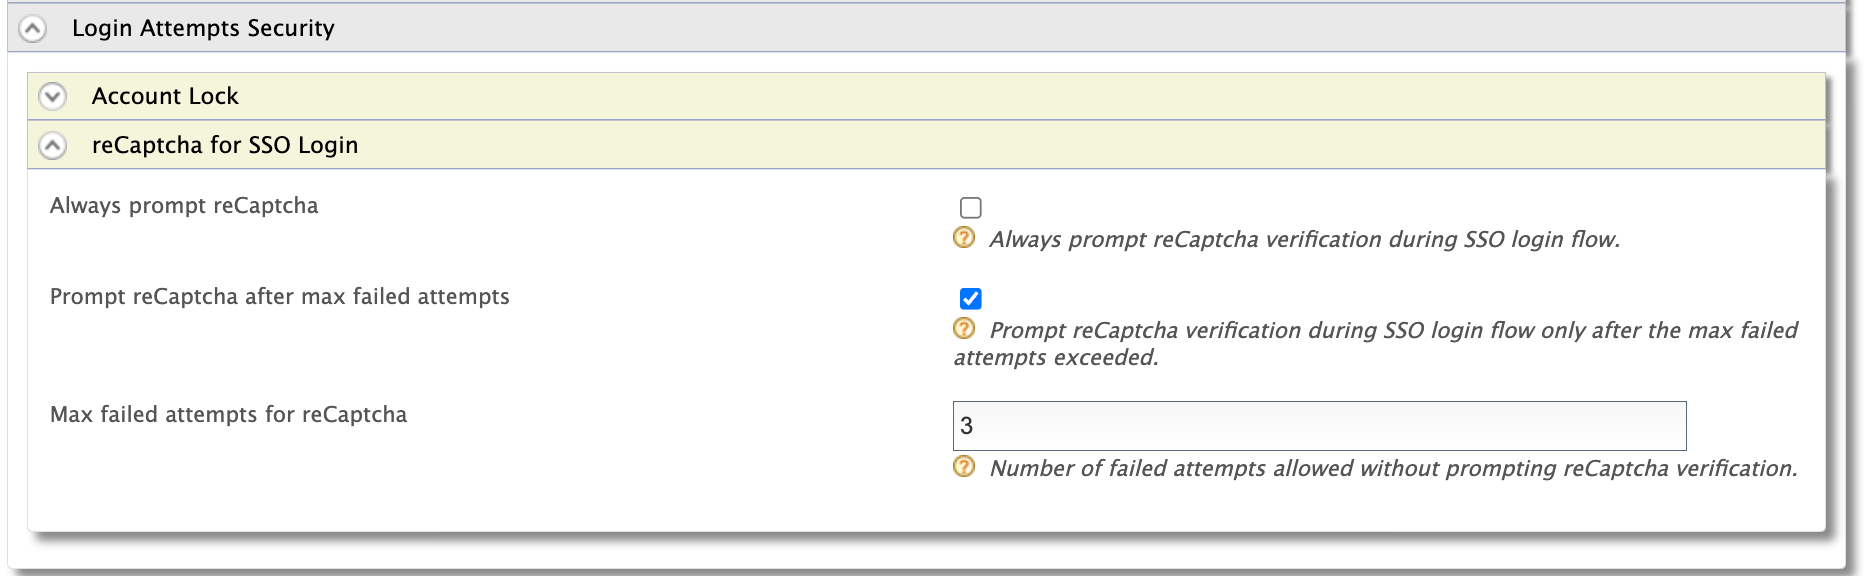 Login Attempts Security
Account Lock
reCaptcha for SSO Login
Always prompt reCaptcha
Always prompt reCaptcha verification during SSO login flow.
Prompt reCaptcha after max failed attempts
Prompt reCaptcha verification during SSO login flow only after the max failed
attempts exceeded.
Max failed attempts for reCaptcha
3
Number of failed attempts allowed without prompting reCaptcha verification.